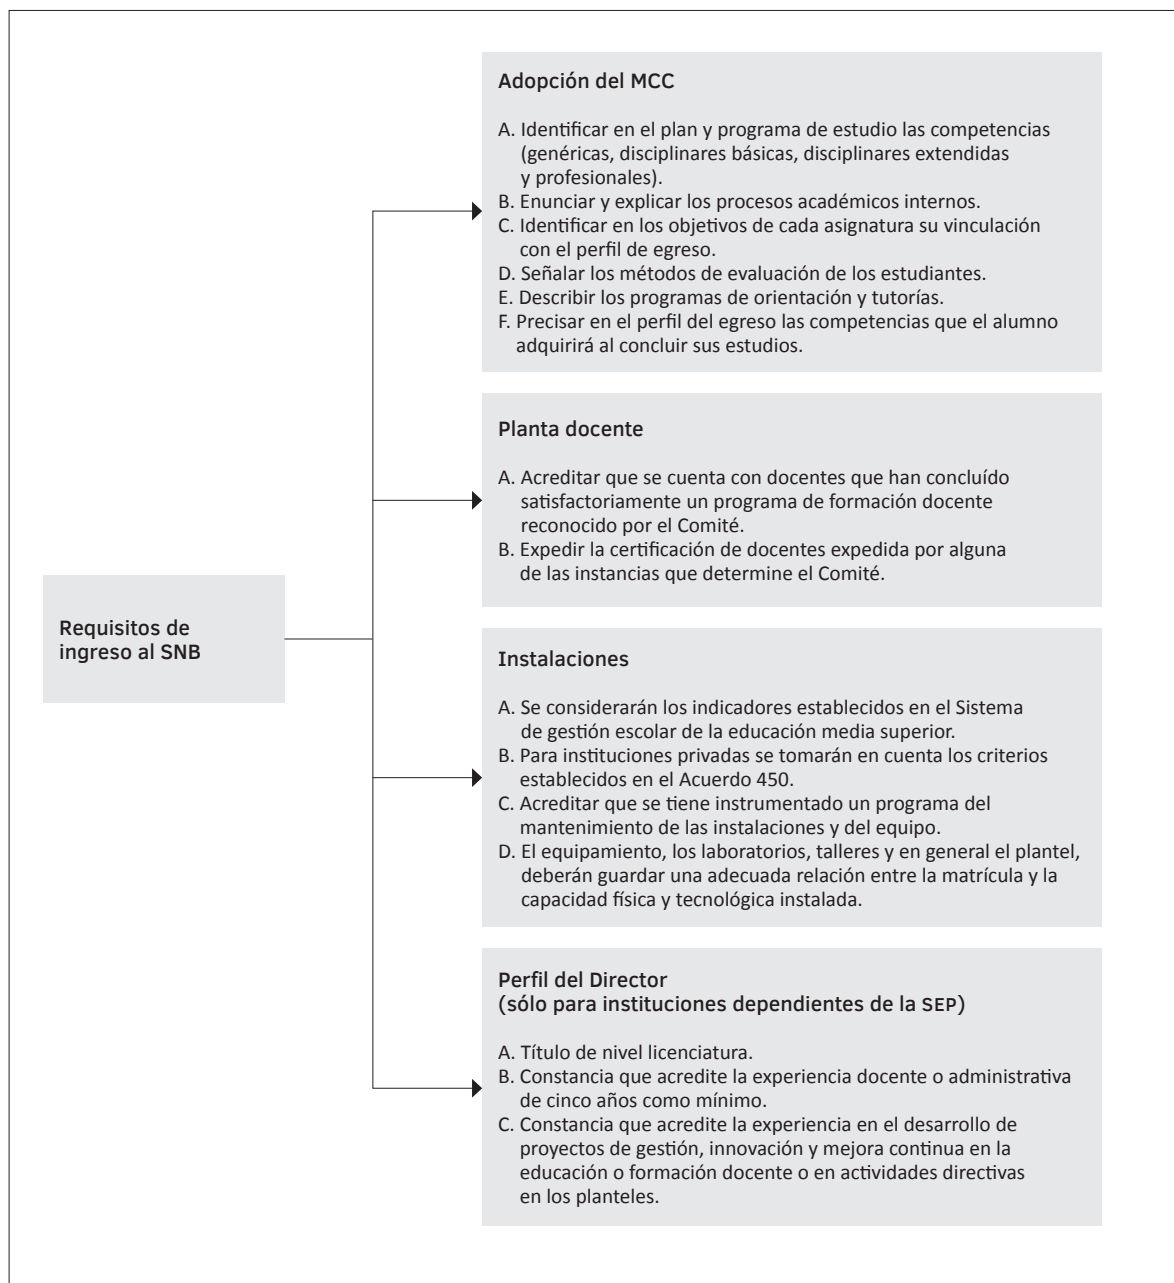 Requisitos de
ingreso al SNB
Adopción del MCC
A. Identificar en el plan y programa de estudio las competencias
(genéricas, disciplinares básicas, disciplinares extendidas
y profesionales).
B. Enunciar y explicar los procesos académicos internos.
C. Identificar en los objetivos de cada asignatura su vinculación
con el perfil de egreso.
D. Señalar los métodos de evaluación de los estudiantes.
E. Describir los programas de orientación y tutorías.
F. Precisar en el perfil del egreso las competencias que el alumno
adquirirá al concluir sus estudios.
Planta docente
A. Acreditar que se cuenta con docentes que han concluído
satisfactoriamente un programa de formación docente
reconocido por el Comité.
B. Expedir la certificación de docentes expedida por alguna
de las instancias que determine el Comité.
Instalaciones
A. Se considerarán los indicadores establecidos en el Sistema
de gestión escolar de la educación media superior.
B. Para instituciones privadas se tomarán en cuenta los criterios
establecidos en el Acuerdo 450.
C. Acreditar que se tiene instrumentado un programa del
mantenimiento de las instalaciones y del equipo.
D. El equipamiento, los laboratorios, talleres y en general el plantel,
deberán guardar una adecuada relación entre la matrícula y la
capacidad física y tecnológica instalada.
Perfil del Director
(sólo para instituciones dependientes de la SEP)
A. Título de nivel licenciatura.
B. Constancia que acredite la experiencia docente o administrativa
de cinco años como mínimo.
C. Constancia que acredite la experiencia en el desarrollo de
proyectos de gestión, innovación y mejora continua en la
educación o formación docente o en actividades directivas
en los planteles.